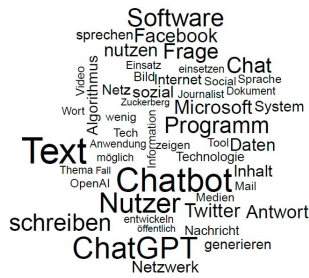 Software
sprechen Facebook
nutzen Frage
Einsatz einsetzen Chat
Video Algorithmus Bild Internet Social Sprache
Netz sozial Journalist Dokument
Zuckerberg
Wort wenig Microsoft System
Tech Programm
Text Anwendung Information zeigen Tool Daten
möglich Technologie
Thema Fall Chatbot Inhalt
OpenAI Mail
Nutzer Medien
schreiben entwickeln Twitter Antwort
öffentlich Nachricht
ChatGPT generieren
Netzwerk